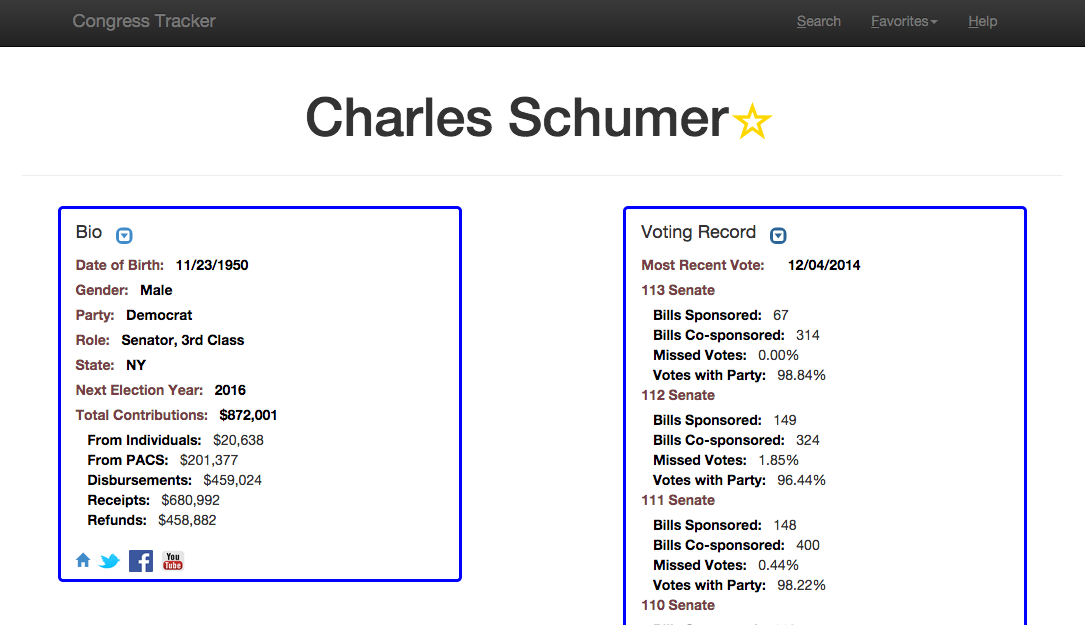 Congress Tracker
Search Favorites Help
Charles Schumer
Bio
Date of Birth: 11/23/1950
Gender: Male
Party: Democrat
Role: Senator, 3rd Class
State: NY
Next Election Year: 2016
Total Contributions: $872,001
From Individuals: $20,638
From PACS: $201,377
Disbursements: $459,024
Receipts: $680,992
Refunds: $458,882
You
Tube
Voting Record
Most Recent Vote: 12/04/2014
113 Senate
Bills Sponsored: 67
Bills Co-sponsored: 314
Missed Votes: 0.00%
Votes with Party: 98.84%
112 Senate
Bills Sponsored: 149
Bills Co-sponsored: 324
Missed Votes: 1.85%
Votes with Party: 96.44%
111 Senate
Bills Sponsored: 148
Bills Co-sponsored: 400
Missed Votes: 0.44%
Votes with Party: 98.22%
110 Senate